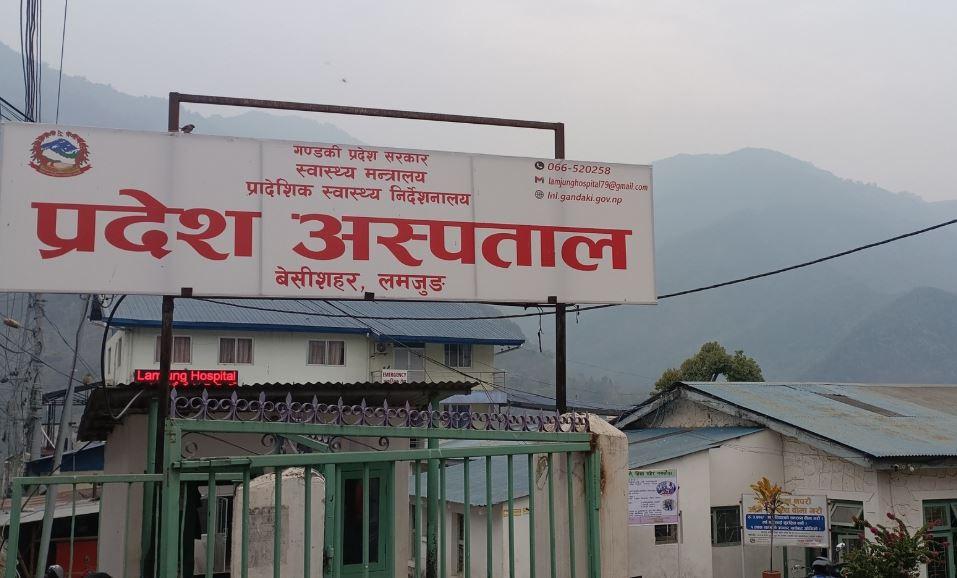 गण्डकी प्रदेश सरकार
स्वास्थ्य मन्त्रालय
प्रादेशिक स्वास्थ्य निर्देशनालय
प्रदेश अस्पताल
बेसीशहर, लमजुङ
066-520258
lamjunghospital79@gmail.com
lnl.gandaki.gov.np
Lamjung Hospital
EMERGENCY